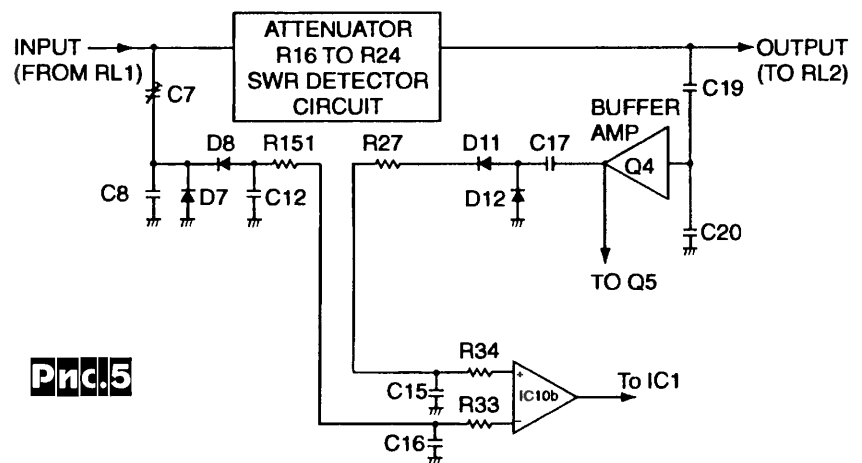 INPUT
(FROM RL1)
ATTENUATOR
R16 TO R24
SWR DETECTOR
CIRCUIT
OUTPUT
(TO RL2)
C7
C19
BUFFER
AMP
D8
R151
R27
D11
C17
Q4
C8
D7
C12
D12
C20
TO Q5
Рис.5
R34
+
IC10b
To IC1
C15
R33
−
C16